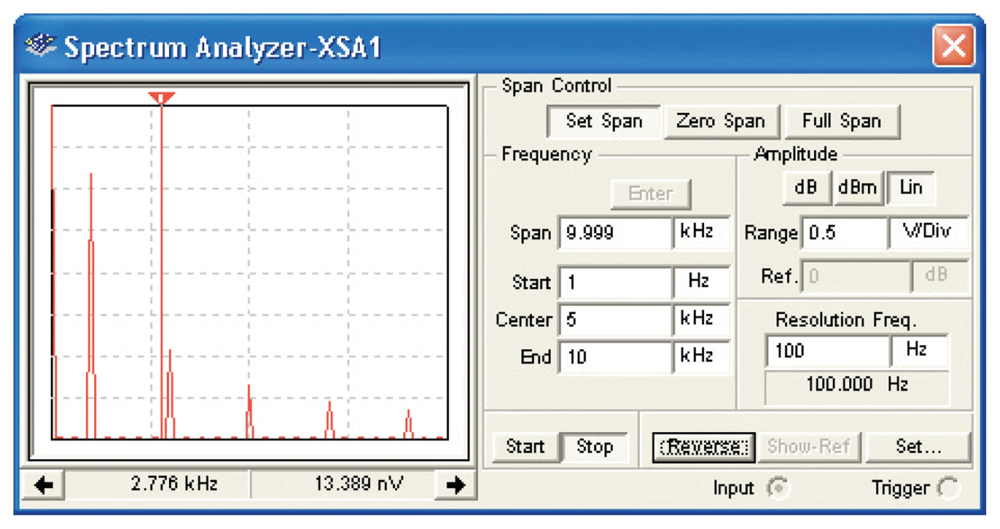 Spectrum Analyzer-XSA1
Span Control
Set Span Zero Span Full Span
Frequency
Enter
Span 9.999 kHz
Start 1 Hz
Center 5 kHz
End 10 kHz
Amplitude
dB dBm Lin
Range 0.5 V/Div
Ref. 0 dB
Resolution Freq.
100 Hz
100.000 Hz
Start Stop Reverse Show-Ref Set...
2.776 kHz 13.389 nV
Input Trigger